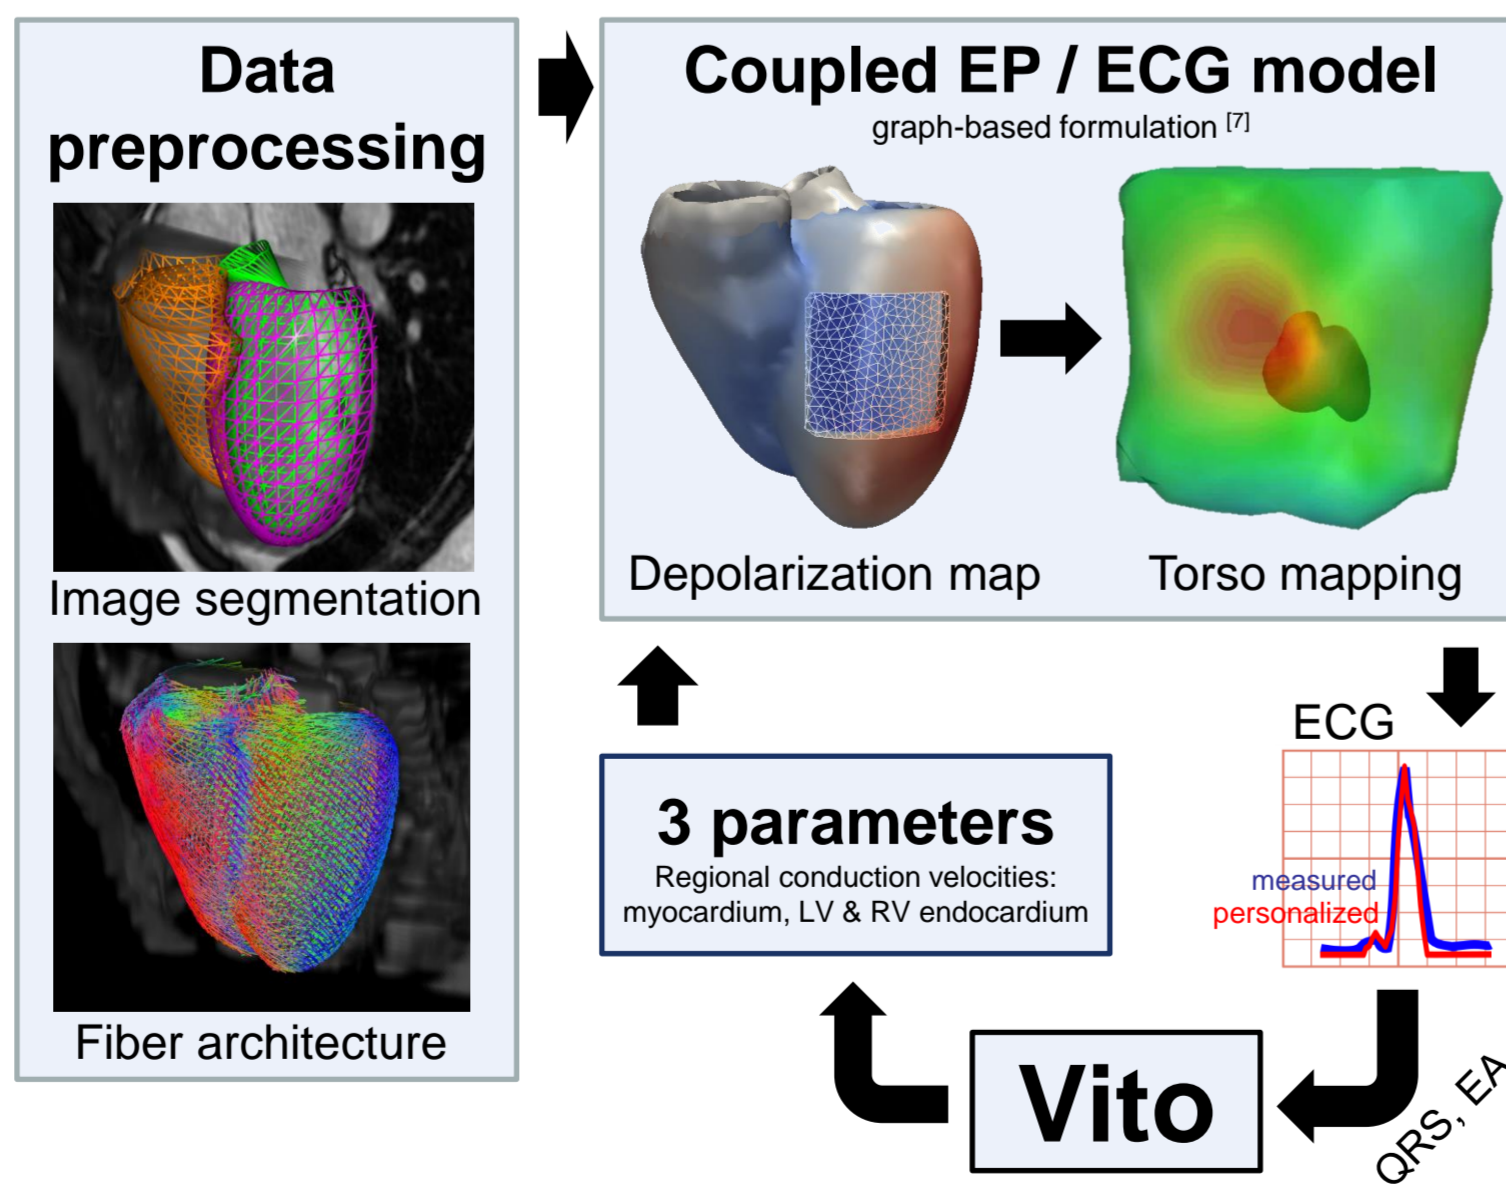 Data
preprocessing
Image segmentation
Fiber architecture
Coupled EP / ECG model
graph-based formulation [7]
Depolarization map
Torso mapping
3 parameters
Regional conduction velocities:
myocardium, LV & RV endocardium
ECG
measured
personalized
Vito
QRS, EA